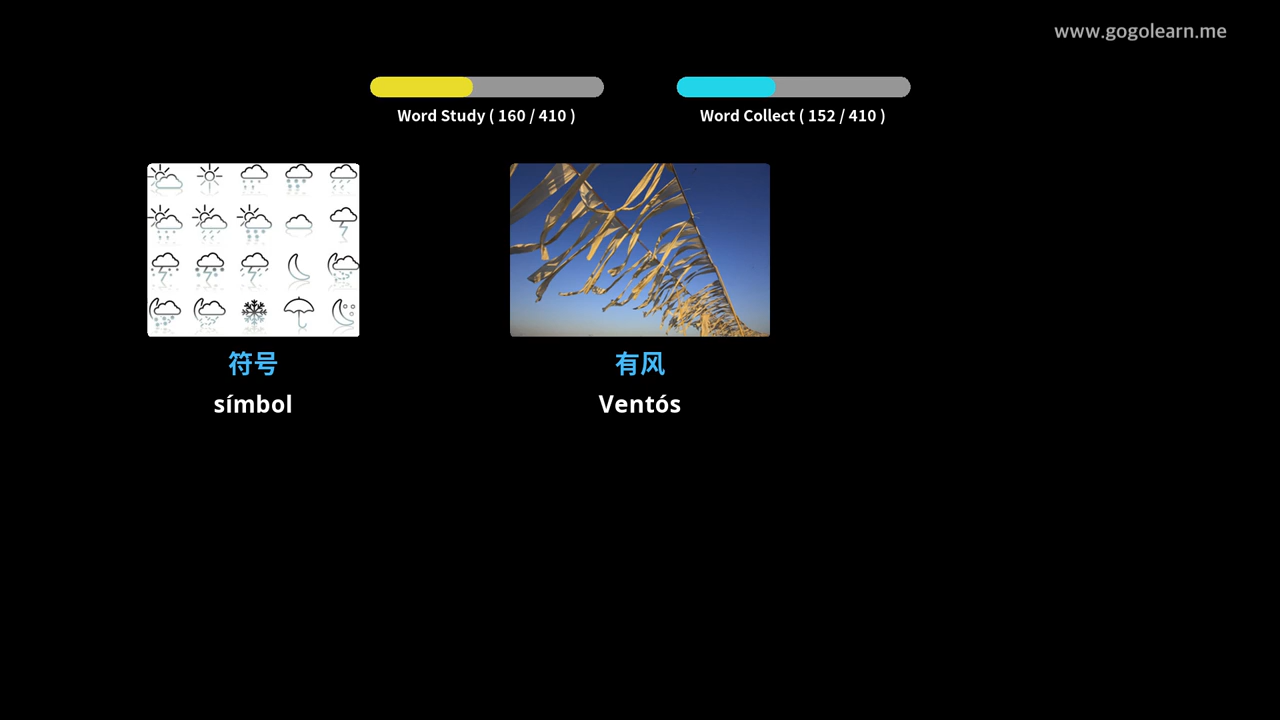 www.gogolearn.me
Word Study ( 160 / 410 )
Word Collect ( 152 / 410 )
符号
símbol
有风
Ventós